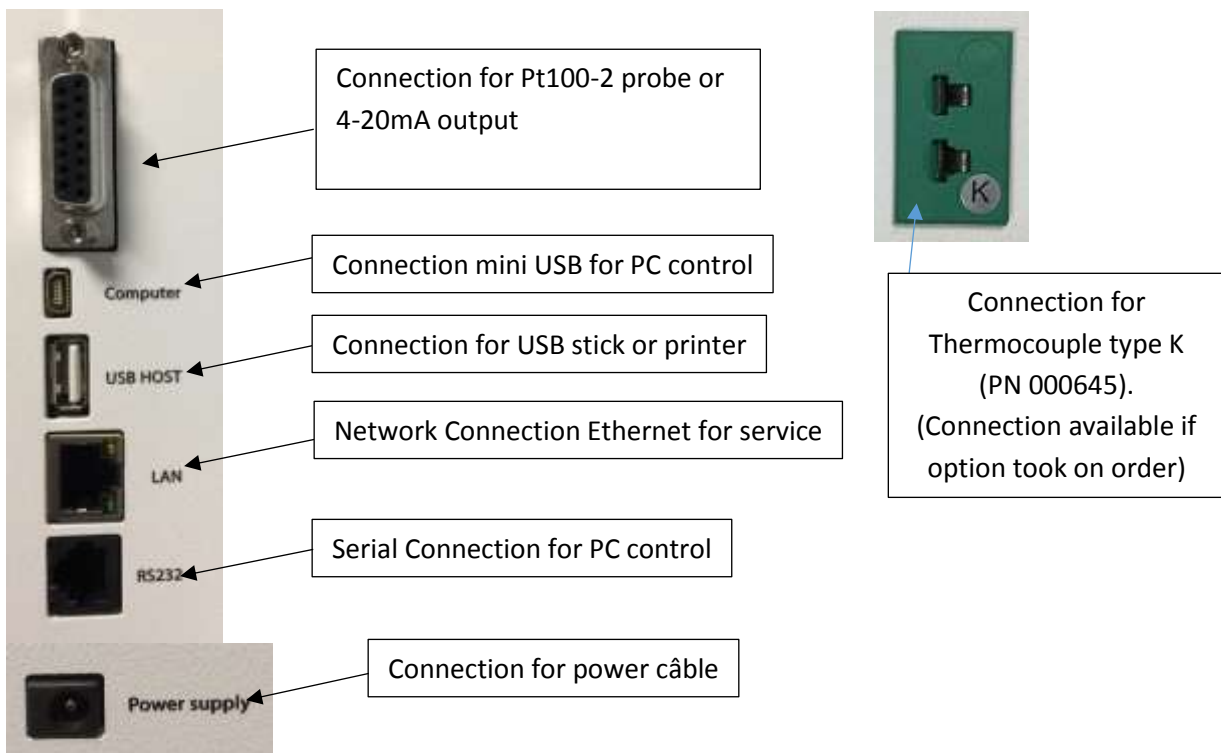 Connection for Pt100-2 probe or
4-20mA output
Connection mini USB for PC control
Computer
Connection for USB stick or printer
USB HOST
Network Connection Ethernet for service
LAN
Serial Connection for PC control
RS232
Connection for power câble
Power supply
K
Connection for
Thermocouple type K
(PN 000645).
(Connection available if
option took on order)